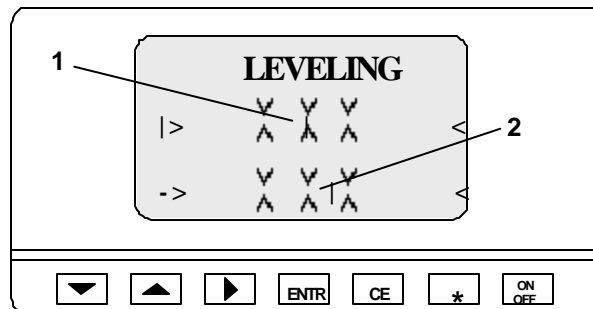 1
LEVELING
|> <
2
-> <
ENTR CE * ON OFF